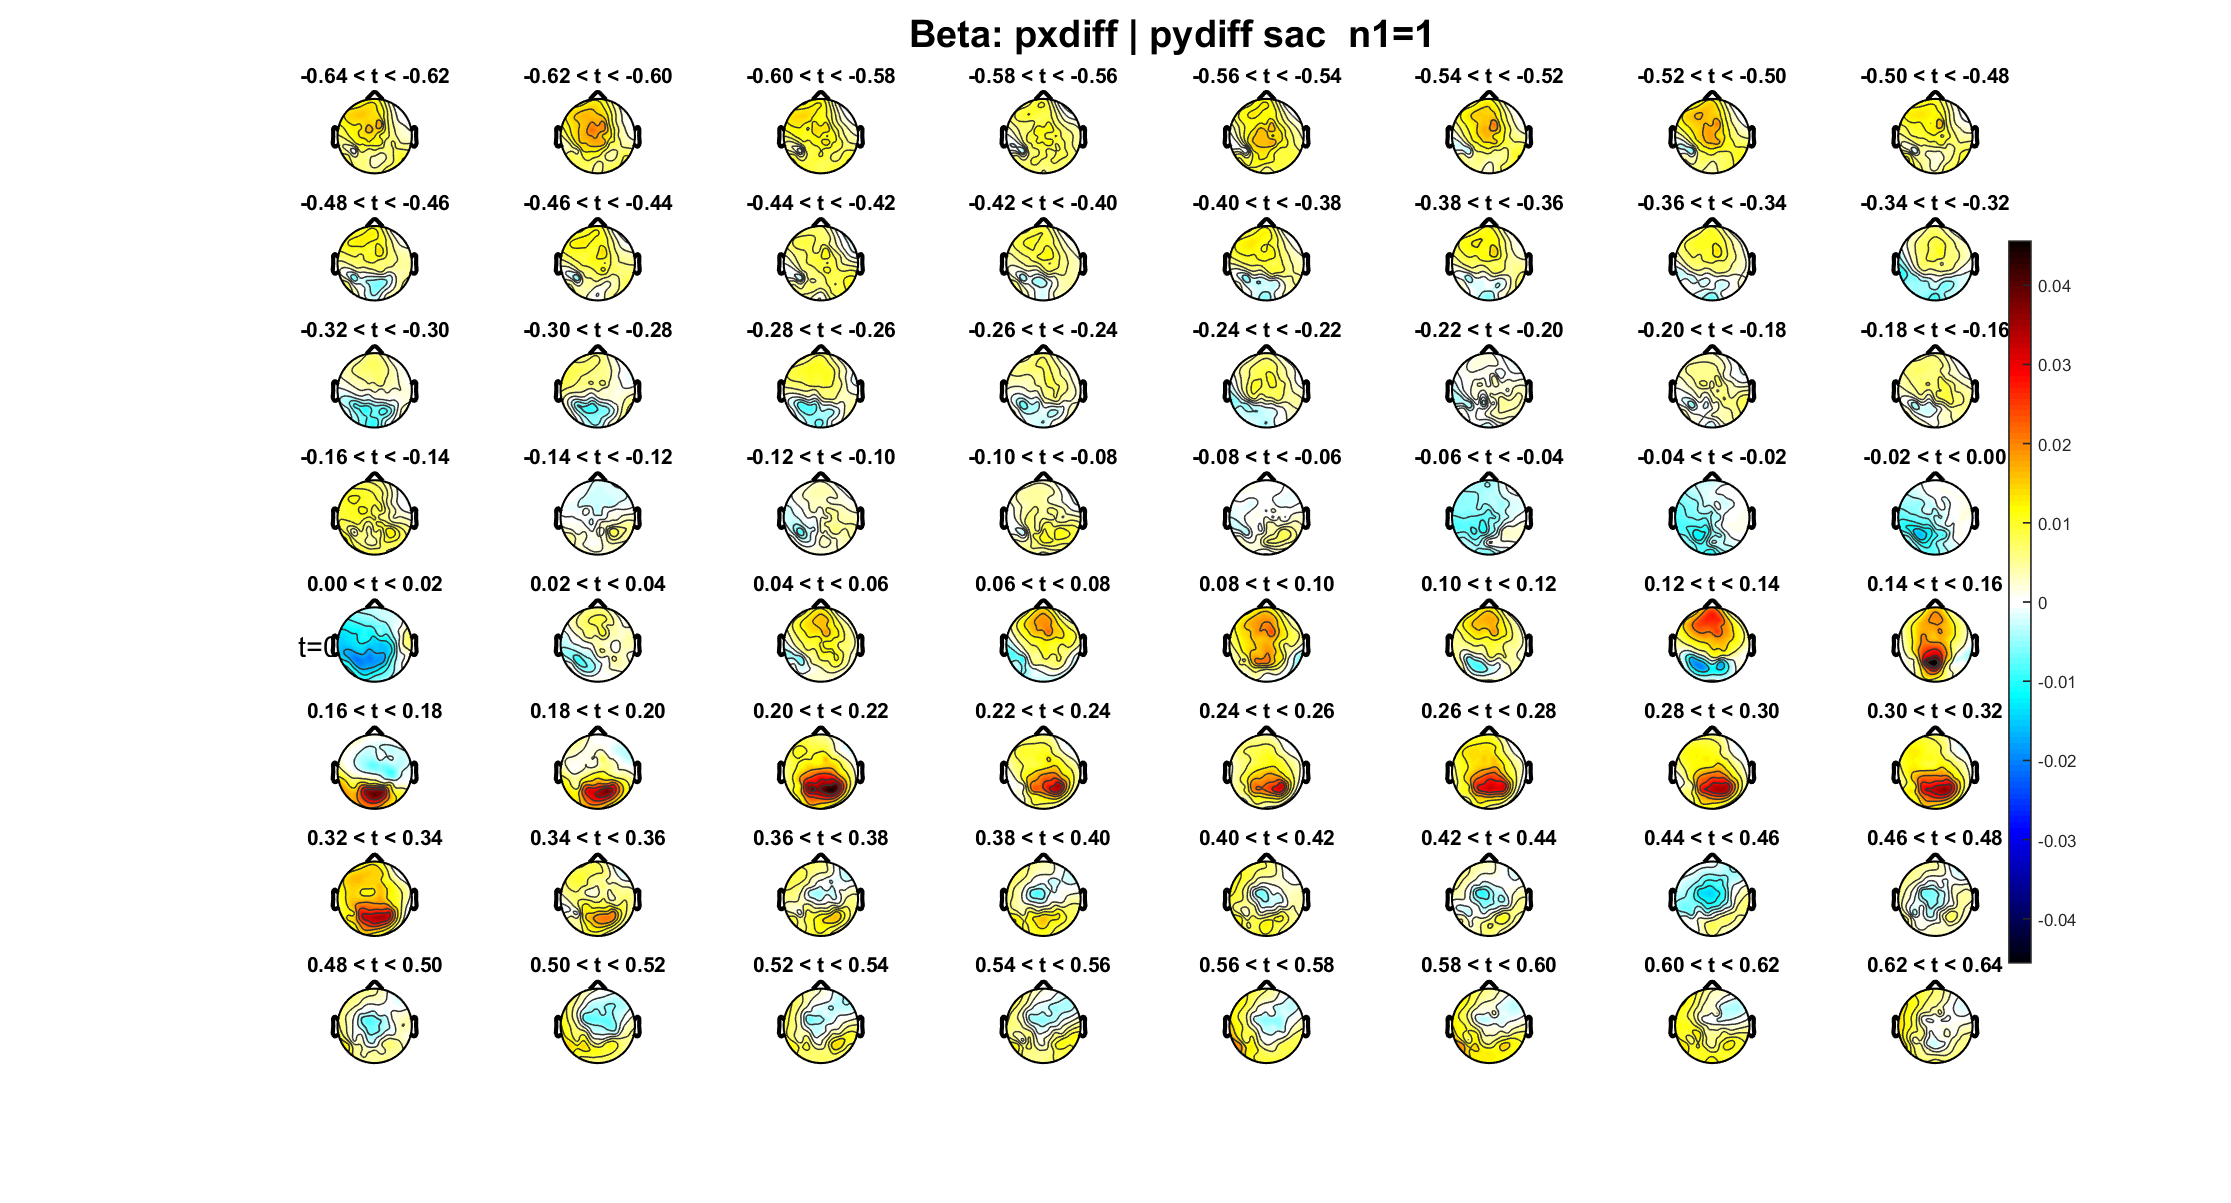 Beta: pxdiff | pydiff sac  n1=1
-0.64 < t < -0.62
-0.62 < t < -0.60
-0.60 < t < -0.58
-0.58 < t < -0.56
-0.56 < t < -0.54
-0.54 < t < -0.52
-0.52 < t < -0.50
-0.50 < t < -0.48
-0.48 < t < -0.46
-0.46 < t < -0.44
-0.44 < t < -0.42
-0.42 < t < -0.40
-0.40 < t < -0.38
-0.38 < t < -0.36
-0.36 < t < -0.34
-0.34 < t < -0.32
-0.32 < t < -0.30
-0.30 < t < -0.28
-0.28 < t < -0.26
-0.26 < t < -0.24
-0.24 < t < -0.22
-0.22 < t < -0.20
-0.20 < t < -0.18
-0.18 < t < -0.16
-0.16 < t < -0.14
-0.14 < t < -0.12
-0.12 < t < -0.10
-0.10 < t < -0.08
-0.08 < t < -0.06
-0.06 < t < -0.04
-0.04 < t < -0.02
-0.02 < t < 0.00
0.00 < t < 0.02
0.02 < t < 0.04
0.04 < t < 0.06
0.06 < t < 0.08
0.08 < t < 0.10
0.10 < t < 0.12
0.12 < t < 0.14
0.14 < t < 0.16
t=0
0.16 < t < 0.18
0.18 < t < 0.20
0.20 < t < 0.22
0.22 < t < 0.24
0.24 < t < 0.26
0.26 < t < 0.28
0.28 < t < 0.30
0.30 < t < 0.32
0.32 < t < 0.34
0.34 < t < 0.36
0.36 < t < 0.38
0.38 < t < 0.40
0.40 < t < 0.42
0.42 < t < 0.44
0.44 < t < 0.46
0.46 < t < 0.48
0.48 < t < 0.50
0.50 < t < 0.52
0.52 < t < 0.54
0.54 < t < 0.56
0.56 < t < 0.58
0.58 < t < 0.60
0.60 < t < 0.62
0.62 < t < 0.64
0.04
0.03
0.02
0.01
0
-0.01
-0.02
-0.03
-0.04